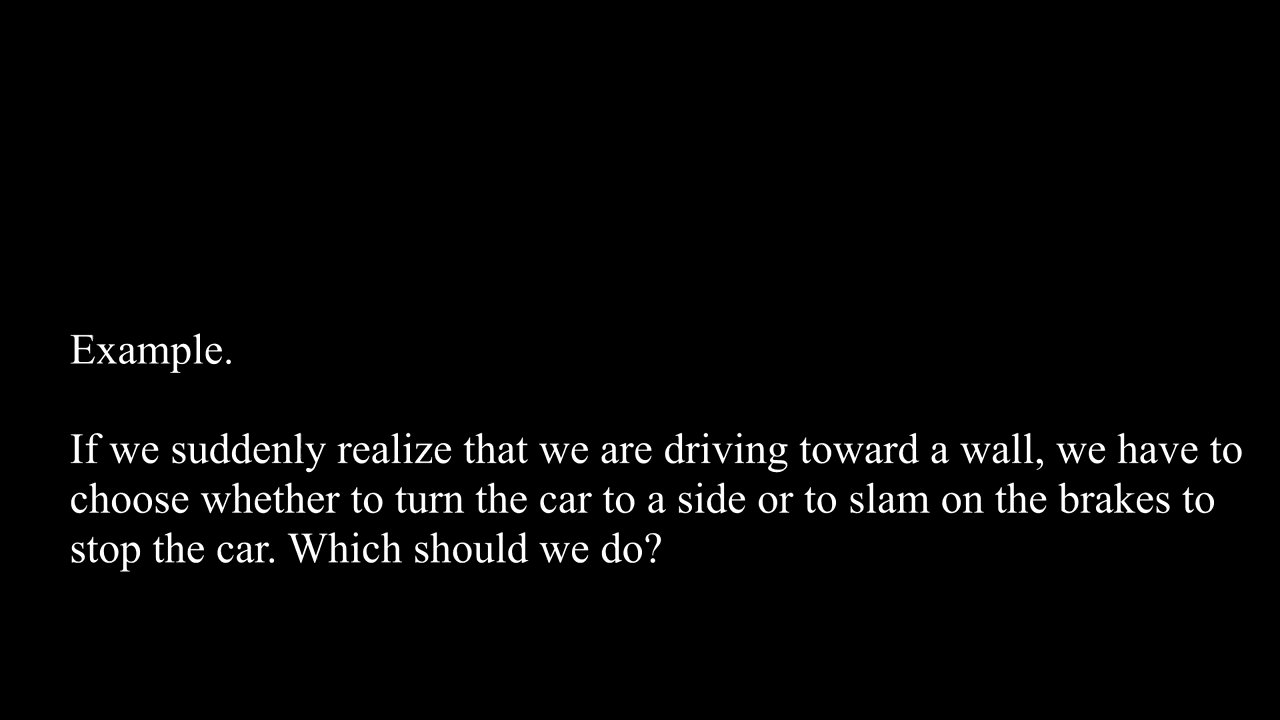 Example.
If we suddenly realize that we are driving toward a wall, we have to
choose whether to turn the car to a side or to slam on the brakes to
stop the car. Which should we do?